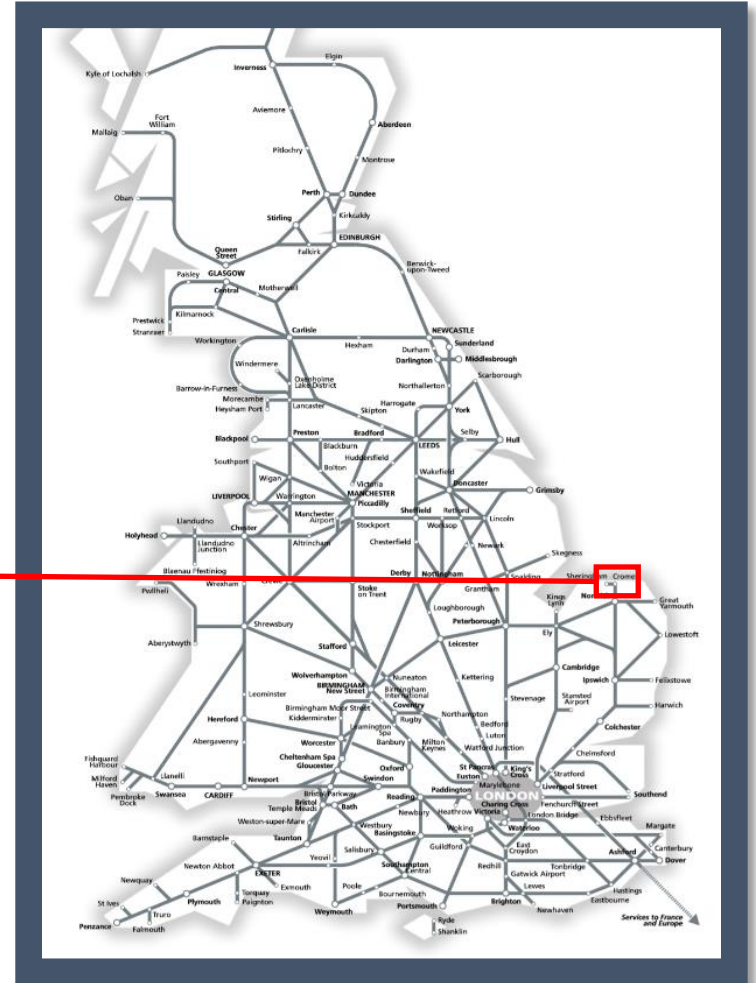 Elgin
Inverness
Kyle of Lochalsh
Aviemore
Fort
William
Mallaig
Aberdeen
Pitlochry
Montrose
Perth
Dundee
Oban
Stirling
Kirkcaldy
EDINBURGH
Queen
Street
Falkirk
Berwick-
upon-Tweed
Paisley
GLASGOW
Central
Motherwell
Prestwick
Kilmarnock
Stranraer
Carlisle
NEWCASTLE
Workington
Hexham
Sunderland
Durham
Darlington
Middlesbrough
Windermere
Scarborough
Oxenholme
Lake District
Northallerton
Barrow-in-Furness
Morecambe
Lancaster
Harrogate
York
Heysham Port
Skipton
Blackpool
Preston
Bradford
Selby
Blackburn
LEEDS
Hull
Southport
Huddersfield
Bolton
Wakefield
Wigan
Victoria
Doncaster
Grimsby
LIVERPOOL
Warrington
MANCHESTER
Piccadilly
Manchester
Airport
Sheffield
Retford
Lincoln
Llandudno
Stockport
Worksop
Holyhead
Chester
Llandudno
Junction
Altrincham
Chesterfield
Newark
Skegness
Blaenau Ffestiniog
Derby
Nottingham
Spalding
Sheringham
Crome
Pwllheli
Wrexham
Crewe
Stoke
on Trent
Grantham
Kings
Lynn
Nor
Great
Yarmouth
Loughborough
Shrewsbury
Peterborough
Ely
Lowestoft
Aberystwyth
Stafford
Leicester
Wolverhampton
Cambridge
BIRMINGHAM
New Street
Nuneaton
Kettering
Ipswich
Felixstowe
Birmingham
International
Leominster
Stansted
Airport
Coventry
Stevenage
Birmingham Moor Street
Northampton
Harwich
Hereford
Kidderminster
Rugby
Bedford
Leamington
Spa
Colchester
Luton
Abergavenny
Worcester
Banbury
Milton
Keynes
Watford Junction
Chelmsford
Cheltenham Spa
Fishguard
Harbour
Gloucester
Oxford
St Pancras
King's
Cross
Euston
Stratford
Milford
Haven
Llanelli
Newport
Swindon
Marylebone
Liverpool Street
Pembroke
Dock
Swansea
CARDIFF
Bristol Parkway
Paddington
LONDON
Southend
Bristol
Temple Meads
Bath
Reading
Charing Cross
Fenchurch Street
Newbury
Heathrow
Victoria
London Bridge
Ebbsfleet
Weston-super-Mare
Westbury
Waterloo
Margate
Basingstoke
Woking
Barnstaple
Taunton
Salisbury
Guildford
East
Croydon
Canterbury
Ashford
Dover
Newton Abbot
Yeovil
Southampton
Central
Redhill
Tonbridge
EXETER
Gatwick Airport
Newquay
Exmouth
Poole
Bournemouth
Lewes
Hastings
St Ives
Plymouth
Torquay
Paignton
Eastbourne
Truro
Weymouth
Portsmouth
Brighton
Newhaven
Penzance
Falmouth
Ryde
Shanklin
Services to France
and Europe